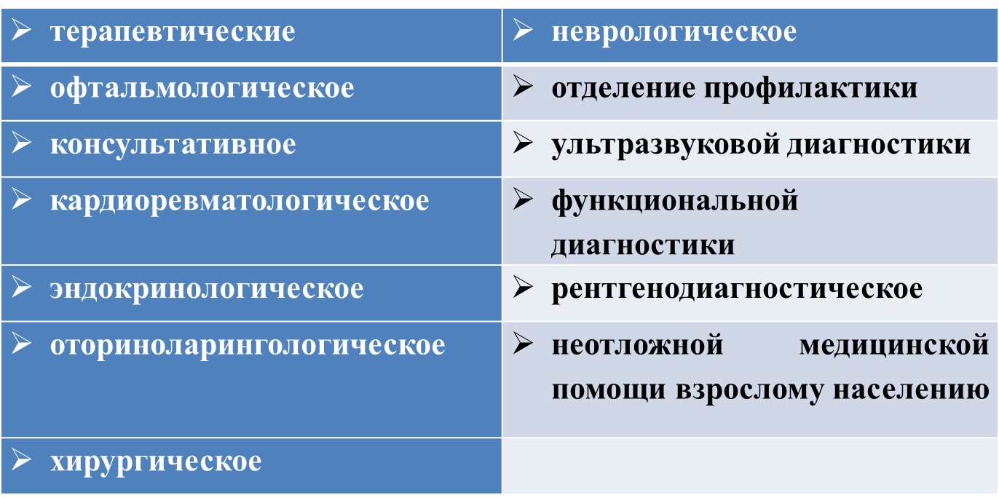 ➢ терапевтические
➢ неврологическое
➢ офтальмологическое
➢ отделение профилактики
➢ консультативное
➢ ультразвуковой диагностики
➢ кардиоревматологическое
➢ функциональной
диагностики
➢ эндокринологическое
➢ рентгенодиагностическое
➢ оториноларингологическое
➢ неотложной медицинской
помощи взрослому населению
➢ хирургическое